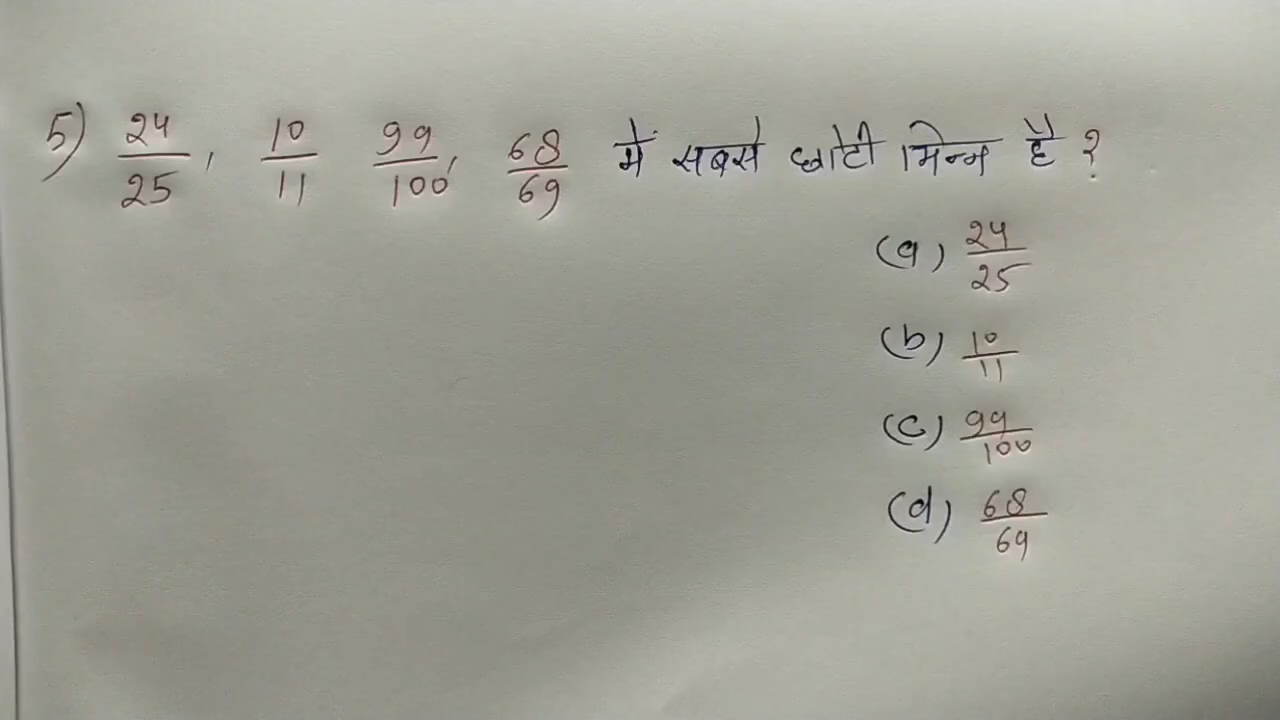 5) 24/25, 10/11 99/100, 68/69 में सबसे छोटी भिन्न है ?
(a) 24/25
(b) 10/11
(c) 99/100
(d) 68/69